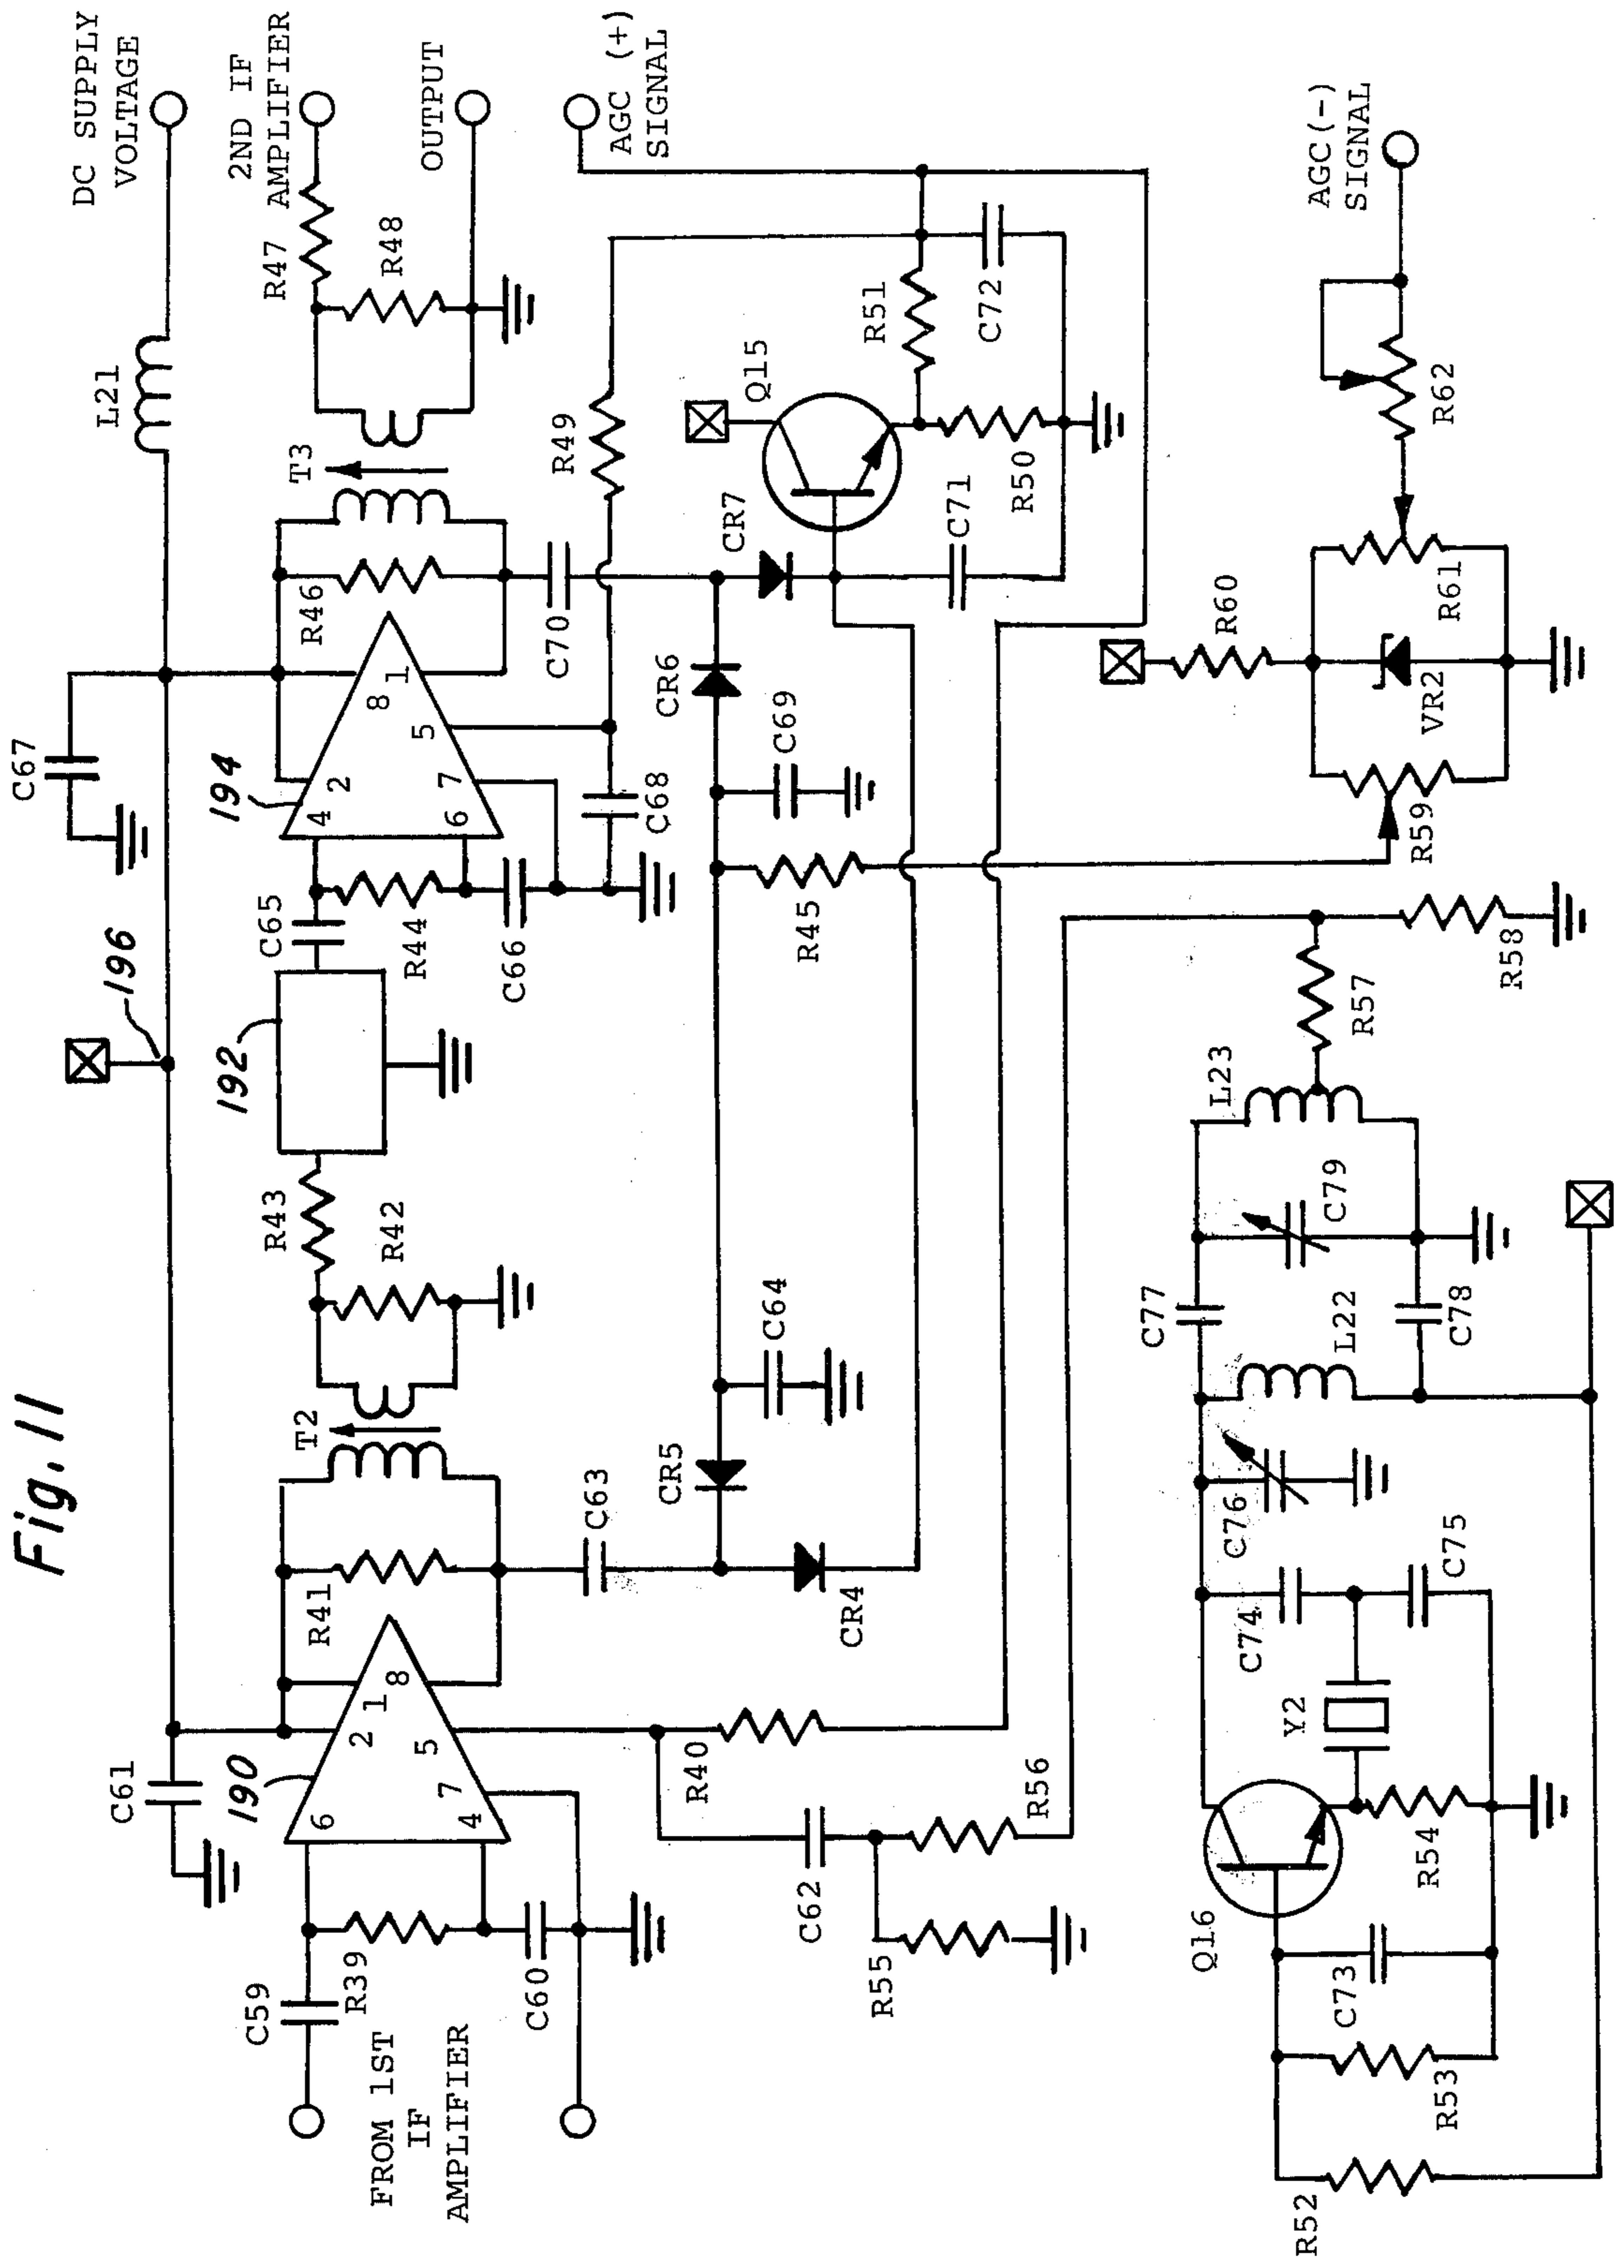 Fig. 11
DC SUPPLY
VOLTAGE
2ND IF
AMPLIFIER
OUTPUT
AGC (+)
SIGNAL
AGC(-)
SIGNAL
FROM 1ST
IF
AMPLIFIER
C59
R39
C60
C61
190
6
2
1
8
5
7
4
R41
T2
C63
R42
R43
192
196
C65
R44
C66
C67
194
4
2
8
1
5
7
6
C68
R46
T3
L21
R47
R48
C70
R49
CR4
CR5
C64
R45
C69
CR6
CR7
Q15
R51
C72
R50
C71
R40
C62
R55
R56
R52
R53
C73
Q16
R54
Y2
C74
C75
C76
L22
C77
C78
C79
L23
R57
R58
R59
VR2
R60
R61
R62